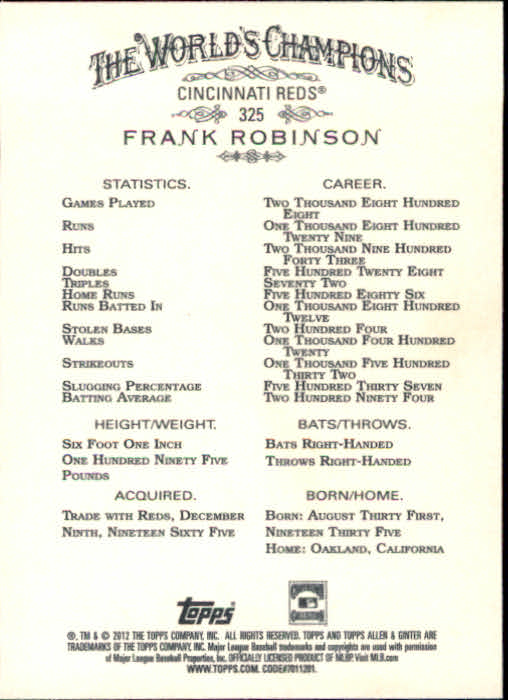 THE WORLD'S CHAMPIONS
CINCINNATI REDS®
325
FRANK ROBINSON
STATISTICS. CAREER.
GAMES PLAYED TWO THOUSAND EIGHT HUNDRED
EIGHT
RUNS ONE THOUSAND EIGHT HUNDRED
TWENTY NINE
HITS TWO THOUSAND NINE HUNDRED
FORTY THREE
DOUBLES FIVE HUNDRED TWENTY EIGHT
TRIPLES SEVENTY TWO
HOME RUNS FIVE HUNDRED EIGHTY SIX
RUNS BATTED IN ONE THOUSAND EIGHT HUNDRED
TWELVE
STOLEN BASES TWO HUNDRED FOUR
WALKS ONE THOUSAND FOUR HUNDRED
TWENTY
STRIKEOUTS ONE THOUSAND FIVE HUNDRED
THIRTY TWO
SLUGGING PERCENTAGE FIVE HUNDRED THIRTY SEVEN
BATTING AVERAGE TWO HUNDRED NINETY FOUR
HEIGHT/WEIGHT.
SIX FOOT ONE INCH
ONE HUNDRED NINETY FIVE
POUNDS
BATS/THROWS.
BATS RIGHT-HANDED
THROWS RIGHT-HANDED
ACQUIRED.
TRADE WITH REDS, DECEMBER
NINTH, NINETEEN SIXTY FIVE
BORN/HOME.
BORN: AUGUST THIRTY FIRST,
NINETEEN THIRTY FIVE
HOME: OAKLAND, CALIFORNIA
Topps
COOPERSTOWN
COLLECTION
®, TM & © 2012 THE TOPPS COMPANY, INC. ALL RIGHTS RESERVED. TOPPS AND TOPPS ALLEN & GINTER ARE
TRADEMARKS OF THE TOPPS COMPANY, INC. Major League Baseball trademarks and copyrights are used with permission
of Major League Baseball Properties, Inc. OFFICIALLY LICENSED PRODUCT OF MLBP. Visit MLB.com
WWW.TOPPS.COM. CODE#7011201.